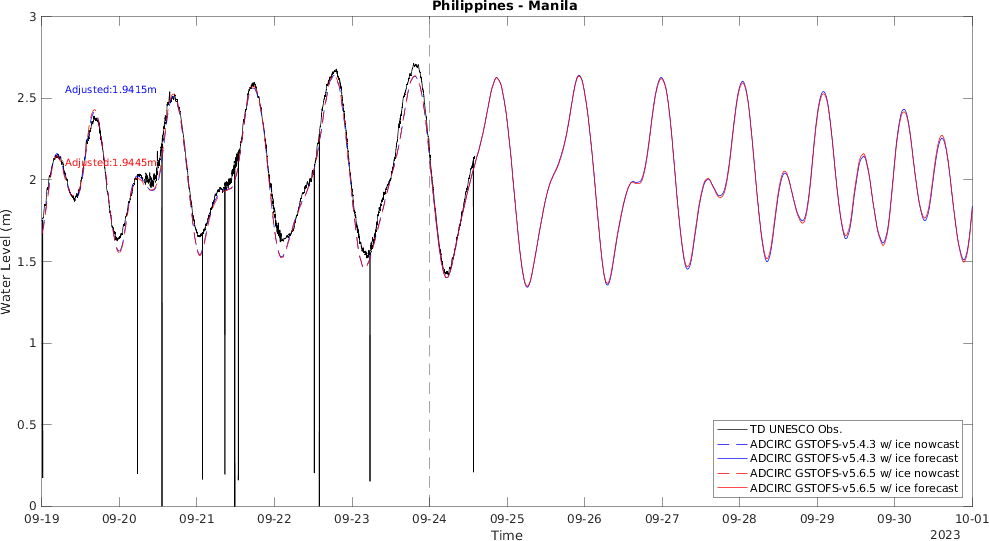 Philippines - Manila
3
2.5
2
1.5
1
0.5
0
Water Level (m)
Adjusted:1.9415m
Adjusted:1.9445m
TD UNESCO Obs.
ADCIRC GSTOFS-v5.4.3 w/ ice nowcast
ADCIRC GSTOFS-v5.4.3 w/ ice forecast
ADCIRC GSTOFS-v5.6.5 w/ ice nowcast
ADCIRC GSTOFS-v5.6.5 w/ ice forecast
09-19 09-20 09-21 09-22 09-23 09-24 09-25 09-26 09-27 09-28 09-29 09-30 10-01
Time
2023